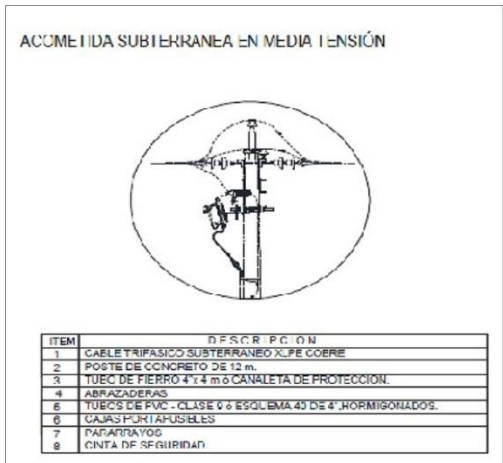 ACOMETIDA SUBTERRANEA EN MEDIA TENSIÓN
ITEM DESCRIPCION
1 CABLE TRIFASICO SUBTERRANEO XLPE COBRE
2 POSTE DE CONCRETO DE 12 m.
3 TUBO DE FIERRO 4"x 4 m ó CANALETA DE PROTECCION.
4 ABRAZADERAS
5 TUBOS DE PVC - CLASE 9 ó ESQUEMA 40 DE 4",HORMIGONADOS.
6 CAJAS PORTAFUSIBLES
7 PARARRAYOS
8 CINTA DE SEGURIDAD